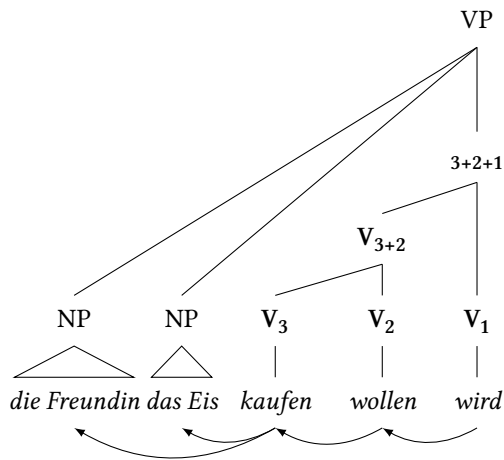 VP
3+2+1
V3+2
NP NP V3 V2 V1
die Freundin das Eis kaufen wollen wird